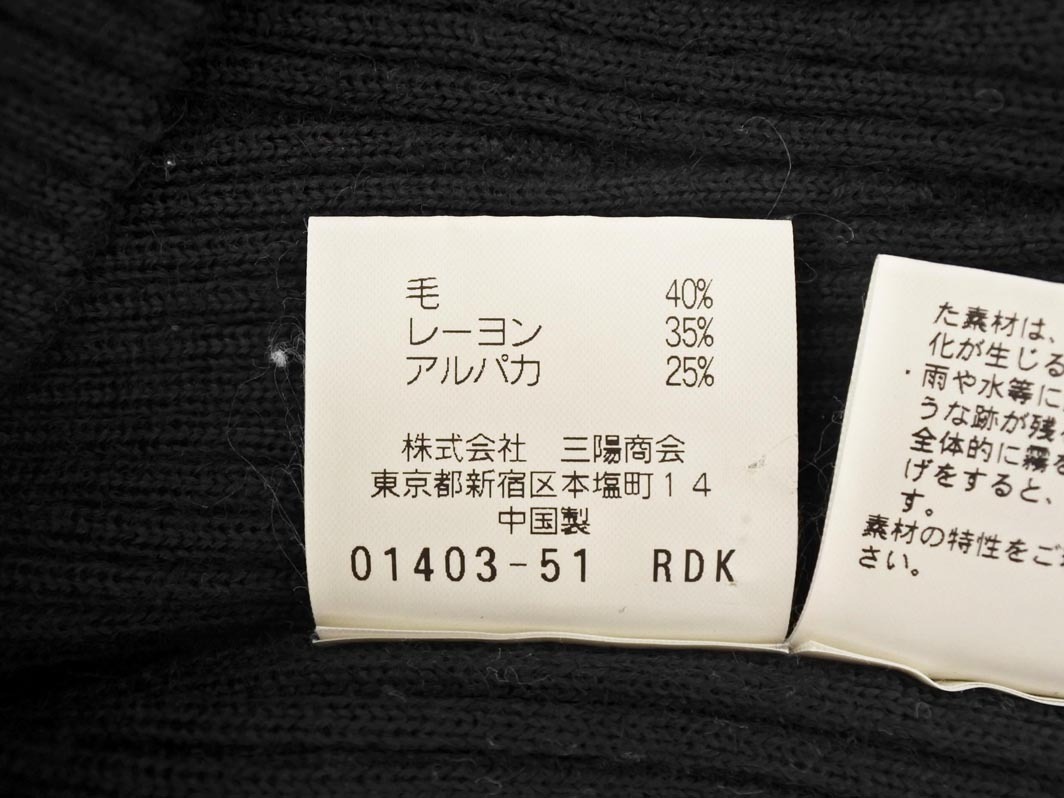 毛 40%
レーヨン 35%
アルパカ 25%
株式会社 三陽商会
東京都新宿区本塩町14
中国製
01403-51 RDK
た素材は、
化が生じる
・雨や水等に
うな跡が残
全体的に霧を
げをすると、
す。
素材の特性をご
さい。